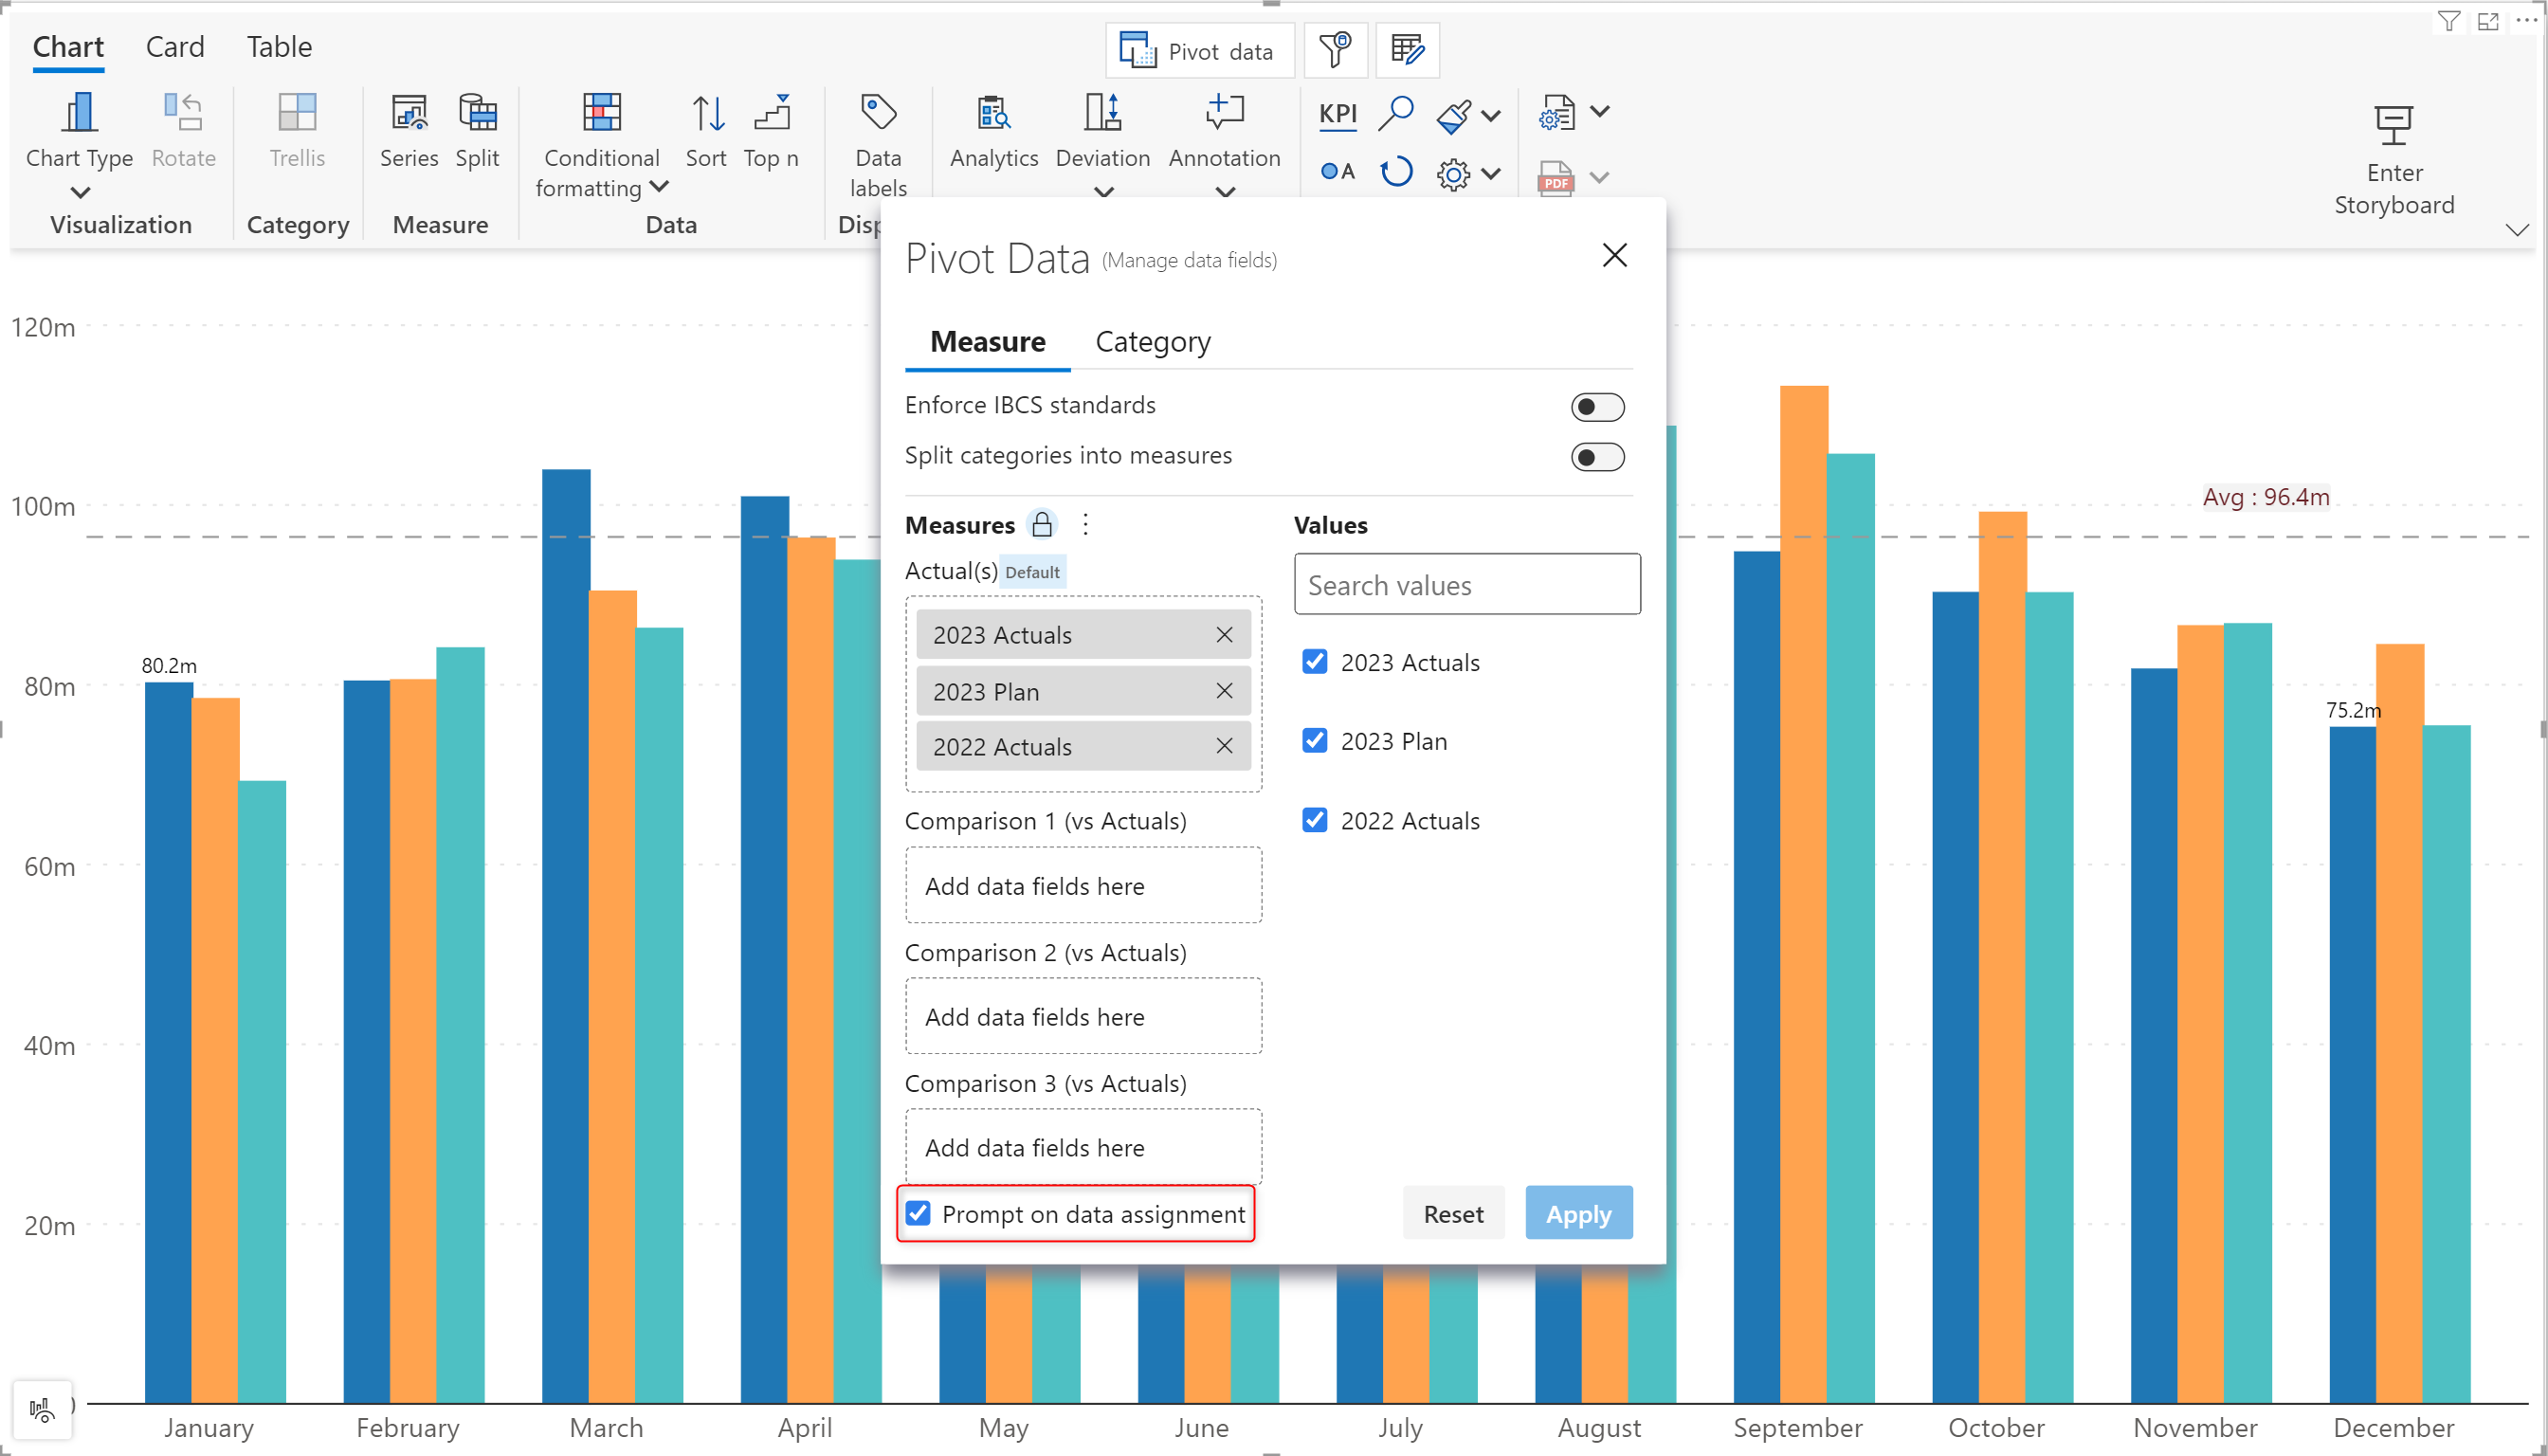 Chart Card Table
Pivot data
Chart Type
Rotate
Trellis
Series
Split
Conditional
formatting
Sort
Top n
Data
labels
Analytics
Deviation
Annotation
KPI
A
PDF
Enter
Storyboard
Visualization
Category
Measure
Data
Pivot Data (Manage data fields)
Measure Category
Enforce IBCS standards
Split categories into measures
Measures
Actual(s) Default
2023 Actuals
2023 Plan
2022 Actuals
Comparison 1 (vs Actuals)
Add data fields here
Comparison 2 (vs Actuals)
Add data fields here
Comparison 3 (vs Actuals)
Add data fields here
Prompt on data assignment
Values
Search values
2023 Actuals
2023 Plan
2022 Actuals
Reset
Apply
120m
100m
80m
60m
40m
20m
80.2m
Avg : 96.4m
75.2m
January February March April May June July August September October November December